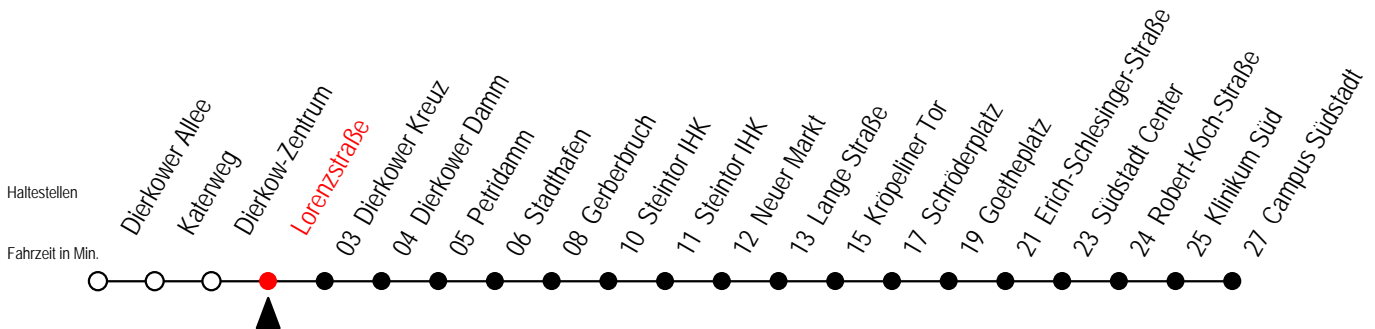 Haltestellen
Fahrzeit in Min.
Dierkower Allee
Katerweg
Dierkow-Zentrum
Lorenzstraße
03 Dierkower Kreuz
04 Dierkower Damm
05 Petridamm
06 Stadthafen
08 Gerberbruch
10 Steintor IHK
11 Steintor IHK
12 Neuer Markt
13 Lange Straße
15 Kröpeliner Tor
17 Schröderplatz
19 Goetheplatz
21 Erich-Schlesinger-Straße
23 Südstadt Center
24 Robert-Koch-Straße
25 Klinikum Süd
27 Campus Südstadt